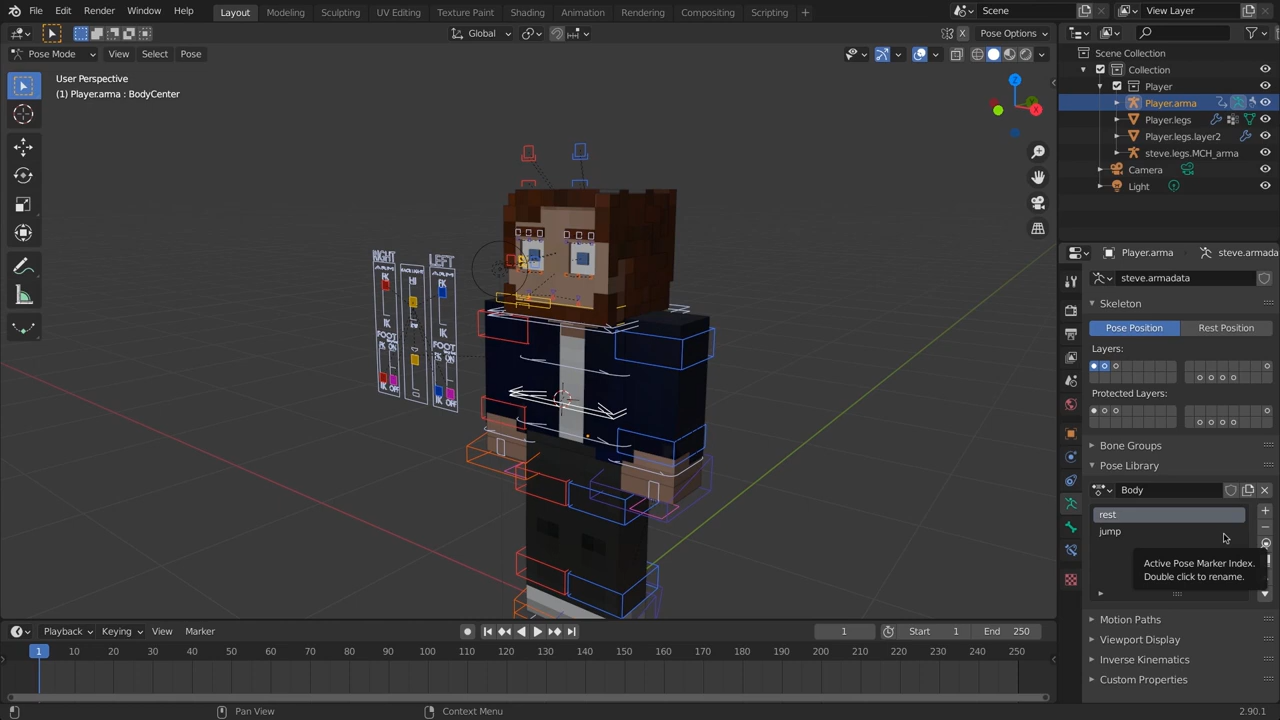 File Edit Render Window Help
Layout Modeling Sculpting UV Editing Texture Paint Shading Animation Rendering Compositing Scripting +
Scene
View Layer
Global
Pose Options
Pose Mode View Select Pose
User Perspective
(1) Player.arma : BodyCenter
Z
X
RIGHT
LEFT
ARM
FK
IK
FOOT
Scene Collection
Collection
Player
Player.arma
Player.legs
Player.legs.layer2
steve.legs.MCH_arma
Camera
Light
Player.arma
steve.armada
steve.armadata
Skeleton
Pose Position Rest Position
Layers:
Protected Layers:
Bone Groups
Pose Library
Body
rest
jump
Active Pose Marker Index.
Double click to rename.
Motion Paths
Viewport Display
Inverse Kinematics
Custom Properties
Playback Keying View Marker
1
Start 1
End 250
1 10 20 30 40 50 60 70 80 90 100 110 120 130 140 150 160 170 180 190 200 210 220 230 240 250
Pan View
Context Menu
2.90.1